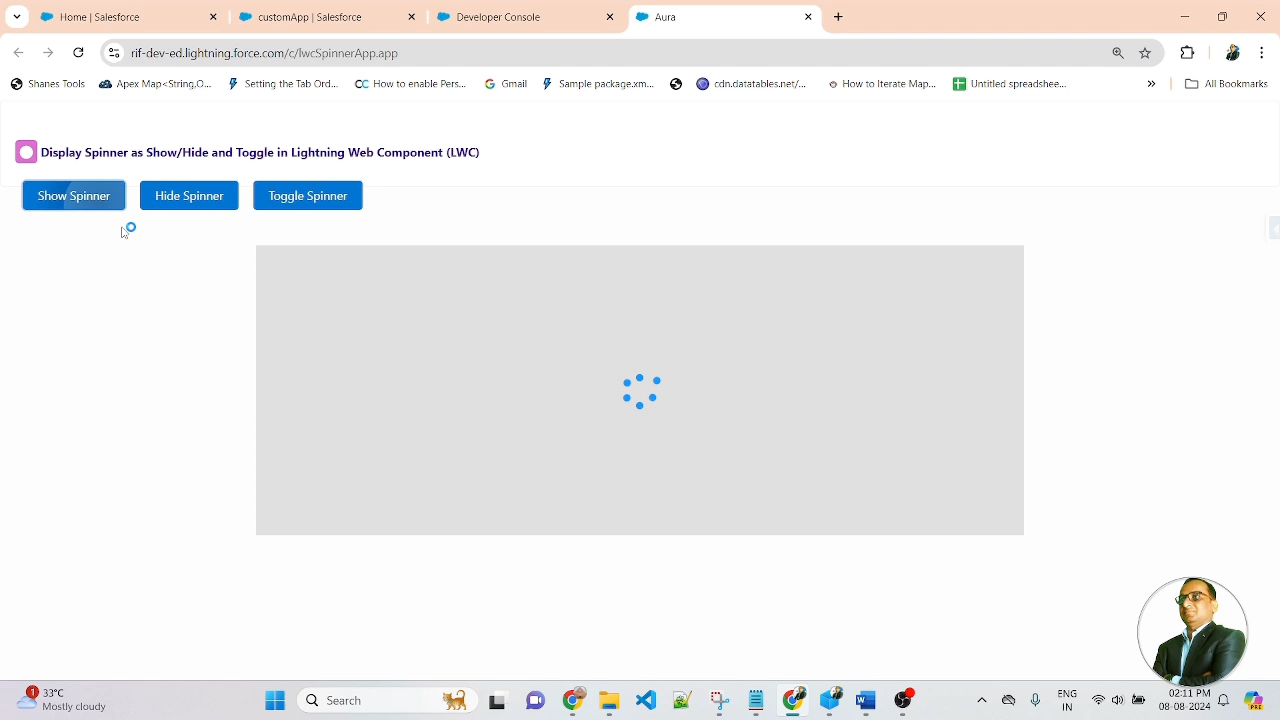 Home | Salesforce
customApp | Salesforce
Developer Console
Aura
rif-dev-ed.lightning.force.com/c/lwcSpinnerApp.app
Shanes Tools
Apex Map<String,O...
Setting the Tab Ord...
CC How to enable Pers...
Gmail
Sample package.xm...
cdn.datatables.net/...
How to Iterate Map...
Untitled spreadshee...
All Bookmarks
Display Spinner as Show/Hide and Toggle in Lightning Web Component (LWC)
Show Spinner
Hide Spinner
Toggle Spinner
1
33°C
Mostly cloudy
Search
ENG
IN
02:11 PM
08-08-2024
PRE